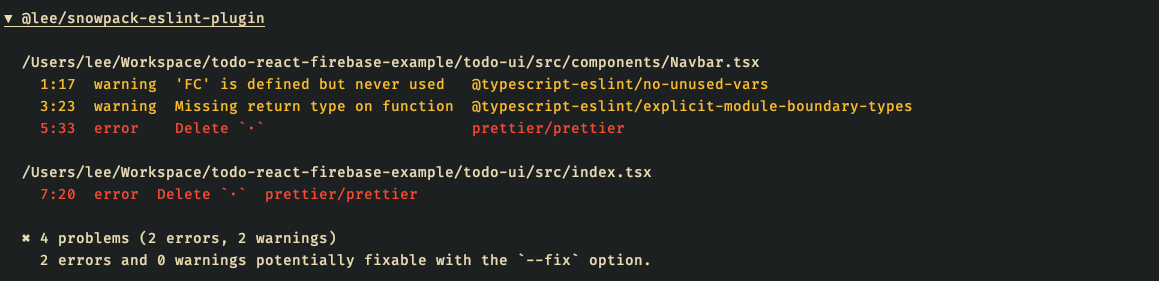 ▼ @lee/snowpack-eslint-plugin
/Users/lee/Workspace/todo-react-firebase-example/todo-ui/src/components/Navbar.tsx
1:17 warning 'FC' is defined but never used @typescript-eslint/no-unused-vars
3:23 warning Missing return type on function @typescript-eslint/explicit-module-boundary-types
5:33 error Delete `·` prettier/prettier
/Users/lee/Workspace/todo-react-firebase-example/todo-ui/src/index.tsx
7:20 error Delete `·` prettier/prettier
✖ 4 problems (2 errors, 2 warnings)
2 errors and 0 warnings potentially fixable with the `--fix` option.